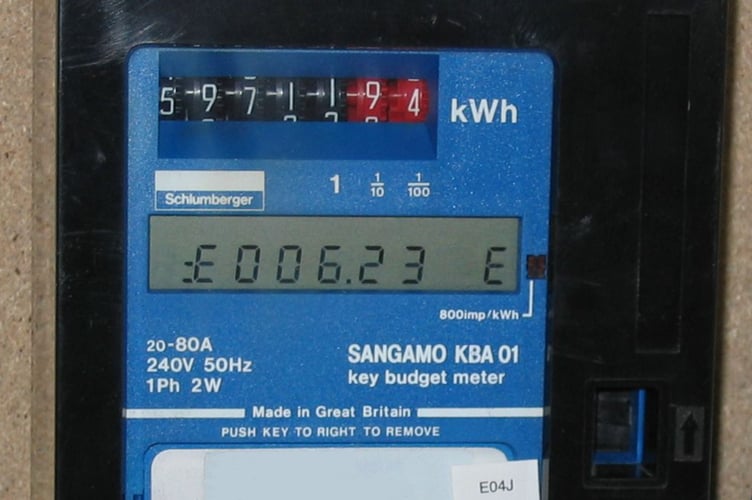 5971194 kWh
1 1/10 1/100
Schlumberger
£006.23 E
800imp/kWh
20-80A
240V 50Hz
1Ph 2W
SANGAMO KBA 01
key budget meter
Made in Great Britain
PUSH KEY TO RIGHT TO REMOVE
E04J